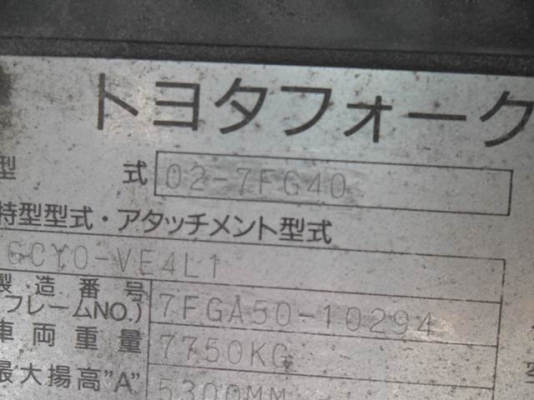 トヨタフォーク
型 式 02-7FG40
特型型式・アタッチメント型式
GCYO-VE4L1
製造番号
(フレームNO.) 7FGA50-10294
車両重量 7750KG
最大揚高"A" 5300MM